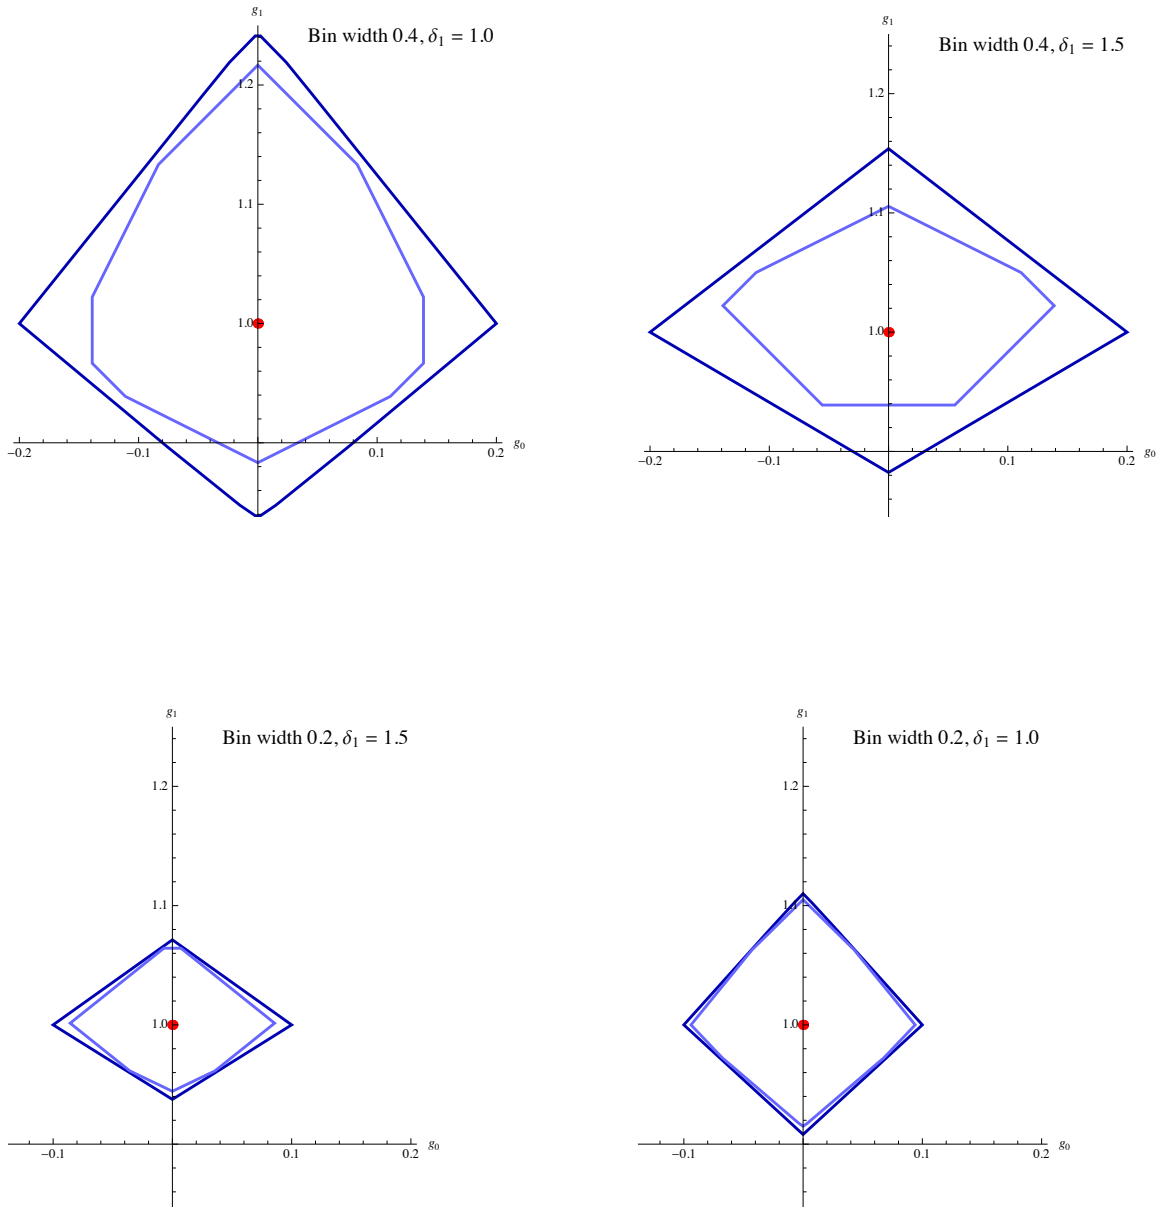 g₁
Bin width 0.4, δ₁ = 1.0
1.2
1.1
1.0
−0.2 −0.1 0.1 0.2 g₀
g₁
Bin width 0.4, δ₁ = 1.5
1.2
1.1
1.0
−0.2 −0.1 0.1 0.2 g₀
g₁
Bin width 0.2, δ₁ = 1.5
1.2
1.1
1.0
−0.1 0.1 0.2 g₀
g₁
Bin width 0.2, δ₁ = 1.0
1.2
1.1
1.0
−0.1 0.1 0.2 g₀